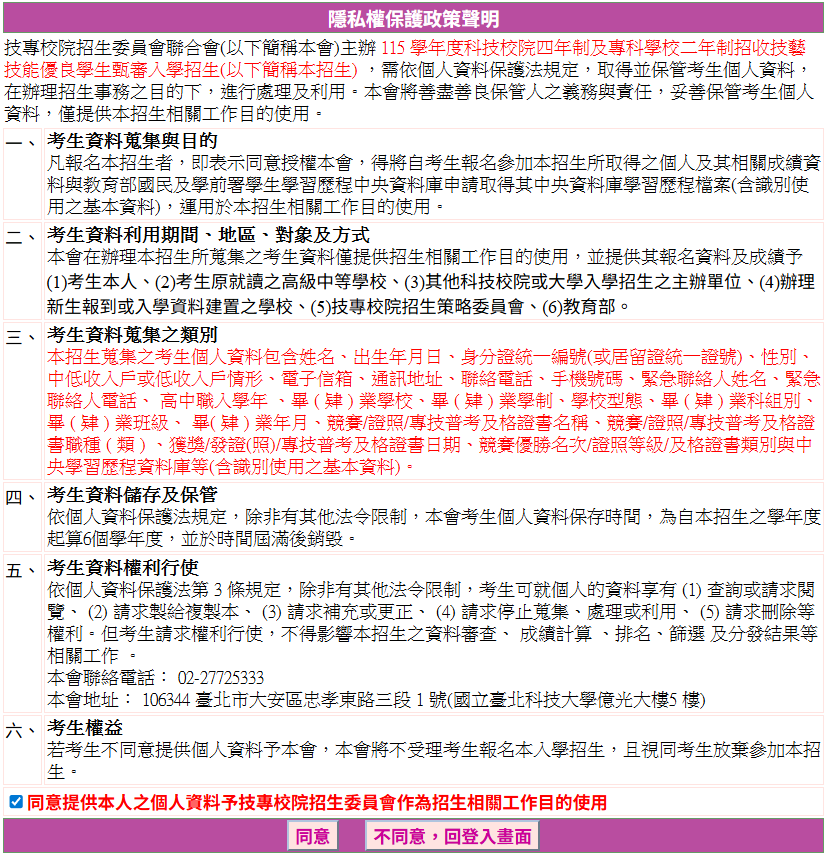 隱私權保護政策聲明
技專校院招生委員會聯合會(以下簡稱本會)主辦 115 學年度科技校院四年制及專科學校二年制招收技藝
技能優良學生甄審入學招生(以下簡稱本招生) ，需依個人資料保護法規定，取得並保管考生個人資料，
在辦理招生事務之目的下，進行處理及利用。本會將善盡善良保管人之義務與責任，妥善保管考生個人
資料，僅提供本招生相關工作目的使用。
一、 考生資料蒐集與目的
凡報名本招生者，即表示同意授權本會，得將自考生報名參加本招生所取得之個人及其相關成績資
料與教育部國民及學前署學生學習歷程中央資料庫申請取得其中央資料庫學習歷程檔案(含識別使
用之基本資料)，運用於本招生相關工作目的使用。
二、 考生資料利用期間、地區、對象及方式
本會在辦理本招生所蒐集之考生資料僅提供招生相關工作目的使用，並提供其報名資料及成績予
(1)考生本人、(2)考生原就讀之高級中等學校、(3)其他科技校院或大學入學招生之主辦單位、(4)辦理
新生報到或入學資料建置之學校、(5)技專校院招生策略委員會、(6)教育部。
三、 考生資料蒐集之類別
本招生蒐集之考生個人資料包含姓名、出生年月日、身分證統一編號(或居留證統一證號)、性別、
中低收入戶或低收入戶情形、電子信箱、通訊地址、聯絡電話、手機號碼、緊急聯絡人姓名、緊急
聯絡人電話、 高中職入學年 、畢（肄）業學校、畢（肄）業學制、學校型態、畢（肄）業科組別、
畢（肄）業班級、 畢(肄）業年月、競賽/證照/專技普考及格證書名稱、競賽/證照/專技普考及格證
書職種（類）、獲獎/發證(照)/專技普考及格證書日期、競賽優勝名次/證照等級/及格證書類別與中
央學習歷程資料庫等(含識別使用之基本資料)。
四、 考生資料儲存及保管
依個人資料保護法規定，除非有其他法令限制，本會考生個人資料保存時間，為自本招生之學年度
起算6個學年度，並於時間屆滿後銷毀。
五、 考生資料權利行使
依個人資料保護法第 3 條規定，除非有其他法令限制，考生可就個人的資料享有 (1) 查詢或請求閱
覽、 (2) 請求製給複製本、 (3) 請求補充或更正、 (4) 請求停止蒐集、處理或利用、 (5) 請求刪除等
權利。但考生請求權利行使，不得影響本招生之資料審查、 成績計算 、排名、篩選 及分發結果等
相關工作 。
本會聯絡電話： 02-27725333
本會地址： 106344 臺北市大安區忠孝東路三段 1 號(國立臺北科技大學億光大樓5 樓)
六、 考生權益
若考生不同意提供個人資料予本會，本會將不受理考生報名本入學招生，且視同考生放棄參加本招
生。
同意提供本人之個人資料予技專校院招生委員會作為招生相關工作目的使用
同意 不同意，回登入畫面